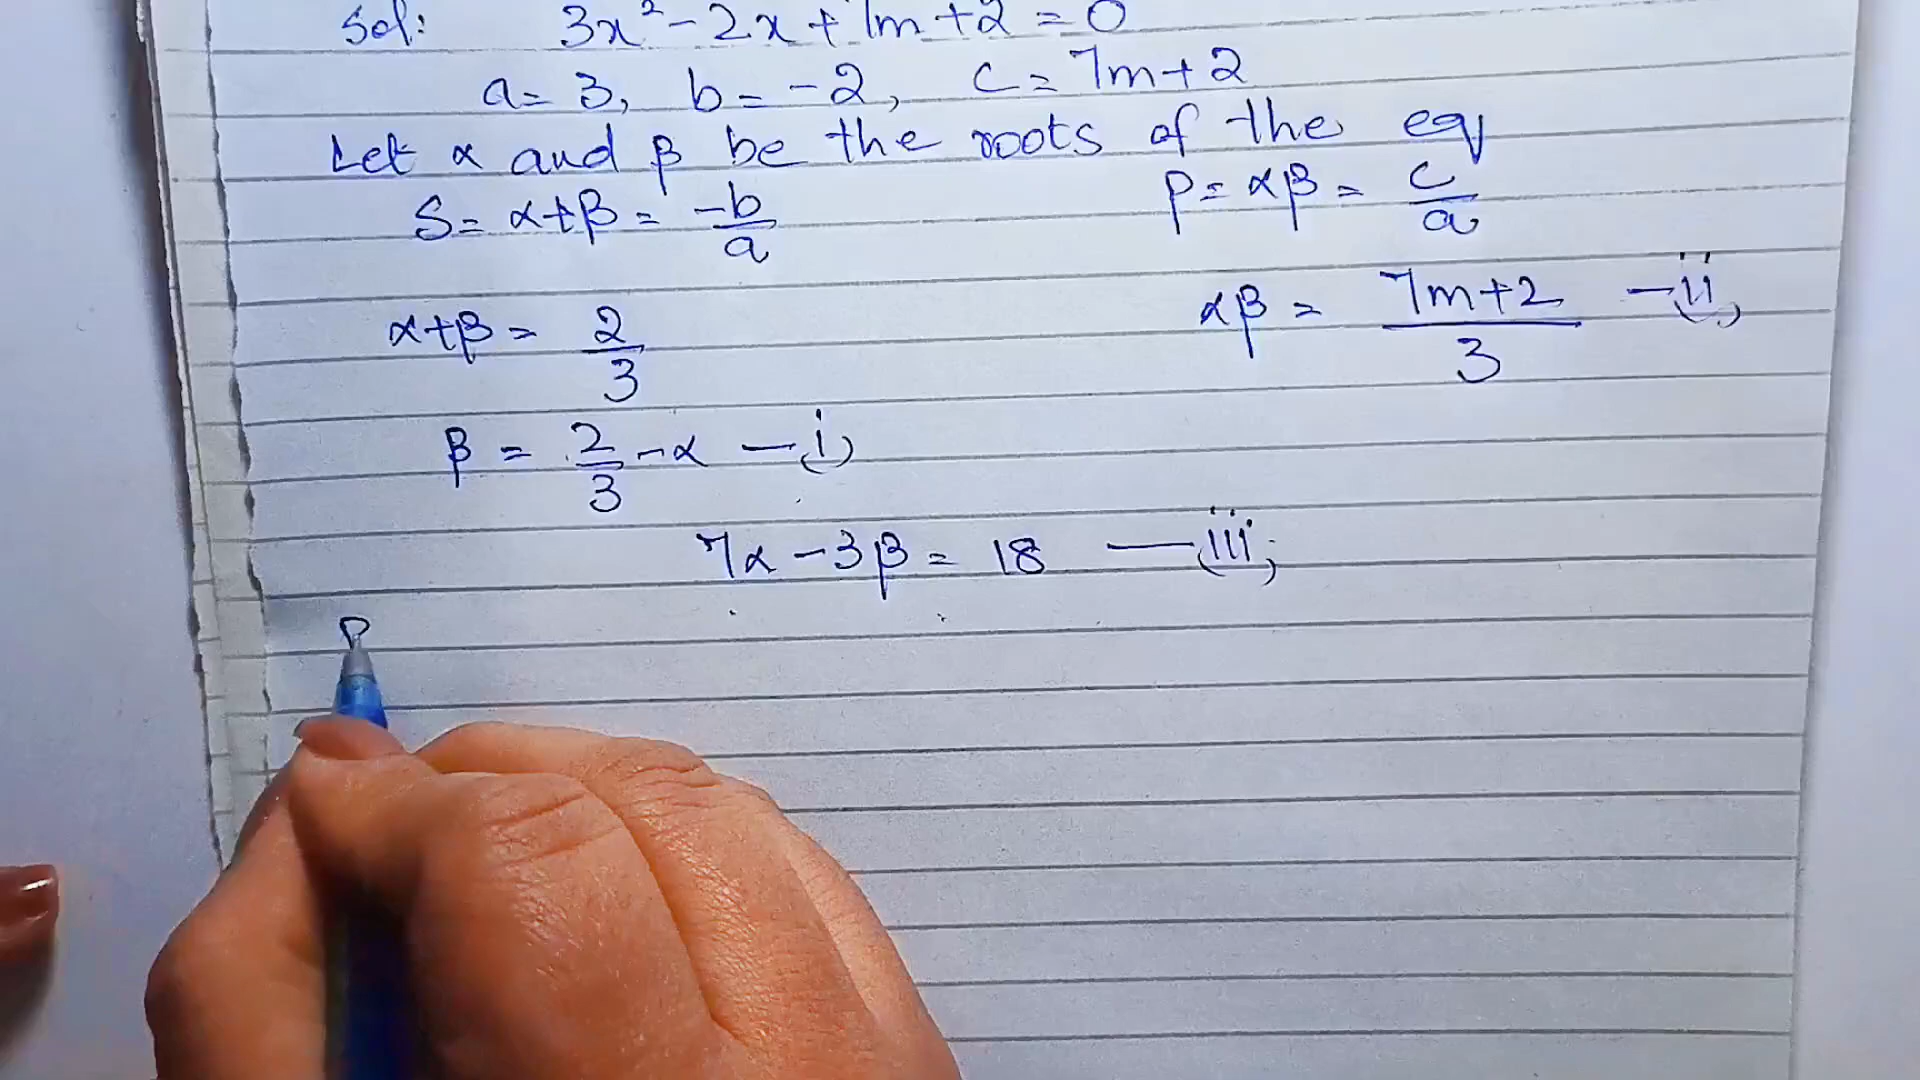 Sol: 3x² - 2x + 7m + 2 = 0
a = 3, b = -2, c = 7m + 2
Let α and β be the roots of the eq
S = α+β = -b/a P = αβ = c/a
α+β = 2/3 αβ = 7m+2/3 —(ii)
β = 2/3 - α —(i)
7α - 3β = 18 —(iii)
P